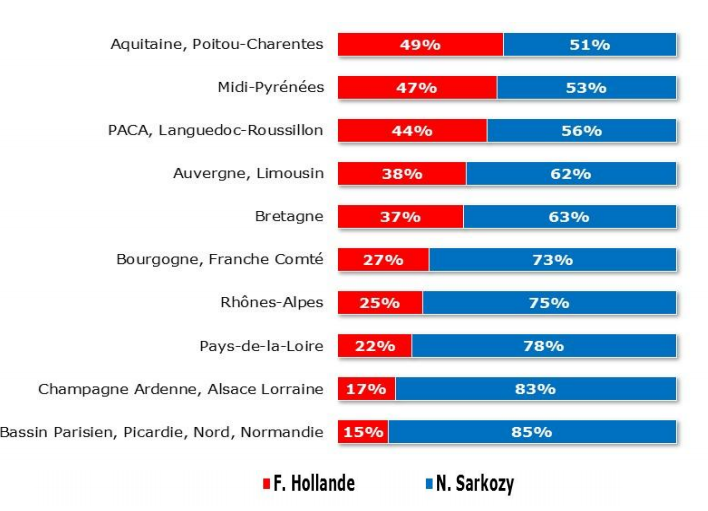 Aquitaine, Poitou-Charentes 49% 51%
Midi-Pyrénées 47% 53%
PACA, Languedoc-Roussillon 44% 56%
Auvergne, Limousin 38% 62%
Bretagne 37% 63%
Bourgogne, Franche Comté 27% 73%
Rhônes-Alpes 25% 75%
Pays-de-la-Loire 22% 78%
Champagne Ardenne, Alsace Lorraine 17% 83%
Bassin Parisien, Picardie, Nord, Normandie 15% 85%
F. Hollande N. Sarkozy